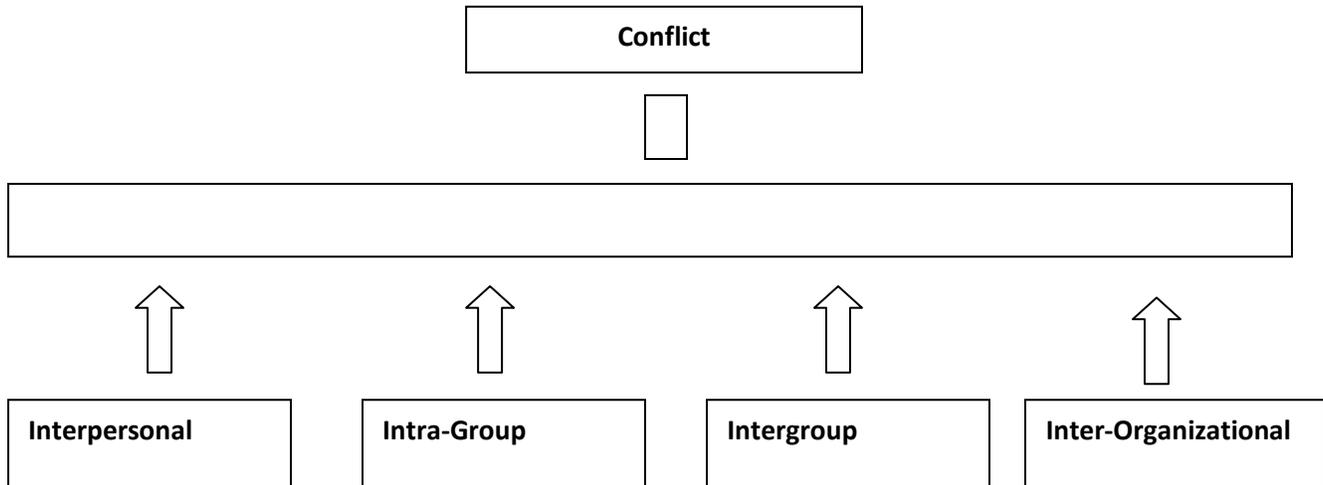 Conflict
Interpersonal
Intra-Group
Intergroup
Inter-Organizational